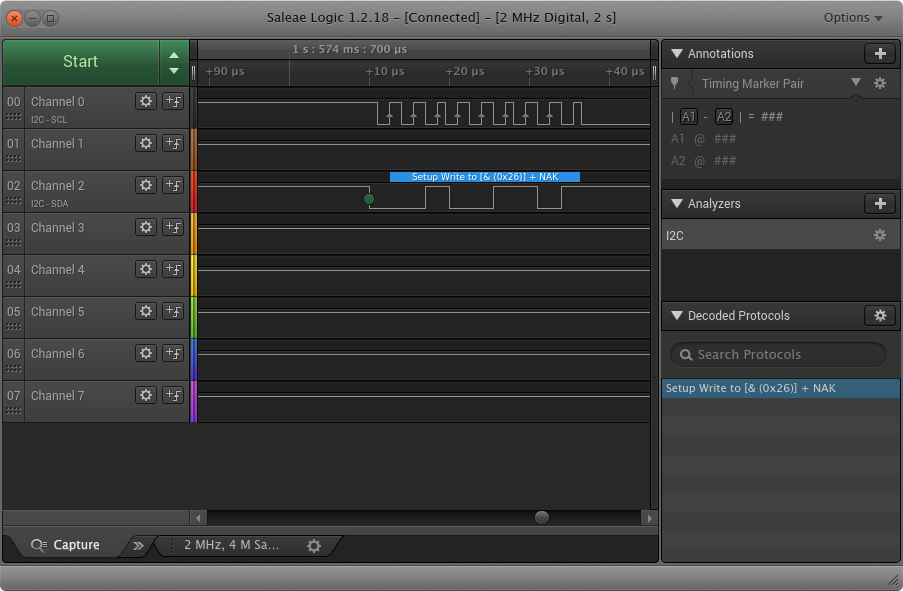 Saleae Logic 1.2.18 – [Connected] – [2 MHz Digital, 2 s]
Options
Start
1 s : 574 ms : 700 µs
+90 µs +10 µs +20 µs +30 µs +40 µs
00 Channel 0
I2C - SCL
01 Channel 1
02 Channel 2
I2C - SDA
Setup Write to [& (0x26)] + NAK
03 Channel 3
04 Channel 4
05 Channel 5
06 Channel 6
07 Channel 7
Capture
2 MHz, 4 M Sa...
Annotations
Timing Marker Pair
| A1 - A2 | = ###
A1 @ ###
A2 @ ###
Analyzers
I2C
Decoded Protocols
Search Protocols
Setup Write to [& (0x26)] + NAK